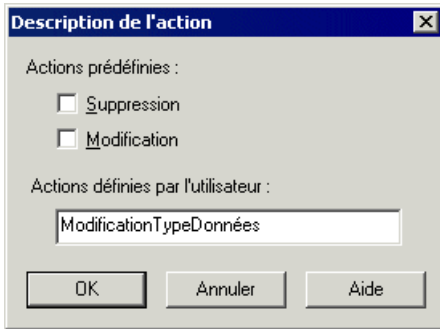 Description de l'action
Actions prédéfinies :
Suppression
Modification
Actions définies par l'utilisateur :
ModificationTypeDonnées
OK Annuler Aide